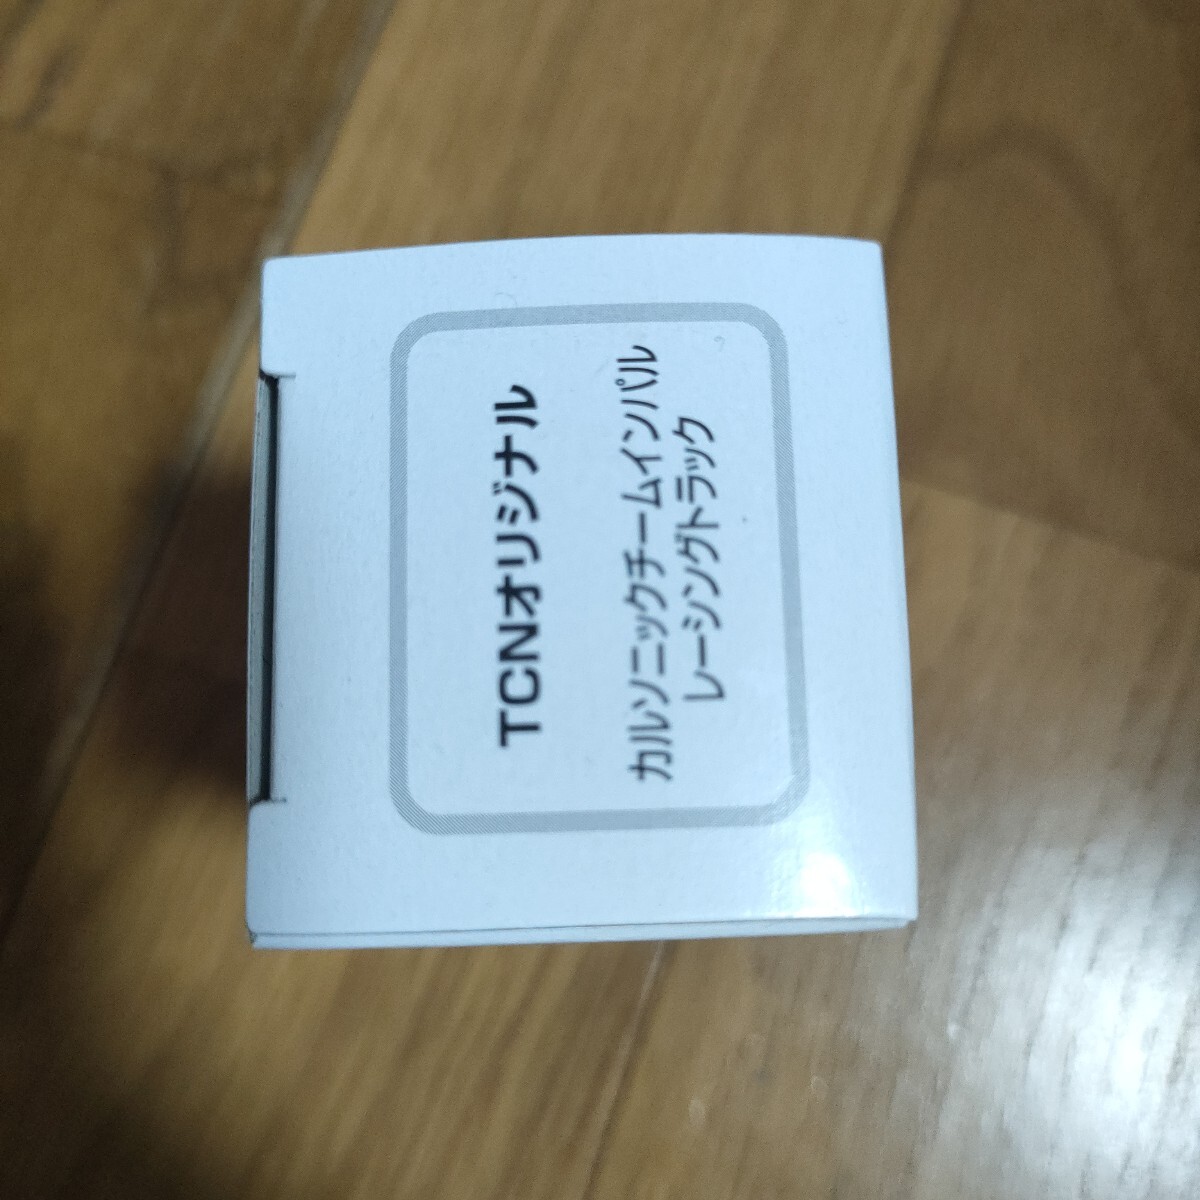 TCNオリジナル
カルソニックチームインパル
レーシングトラック